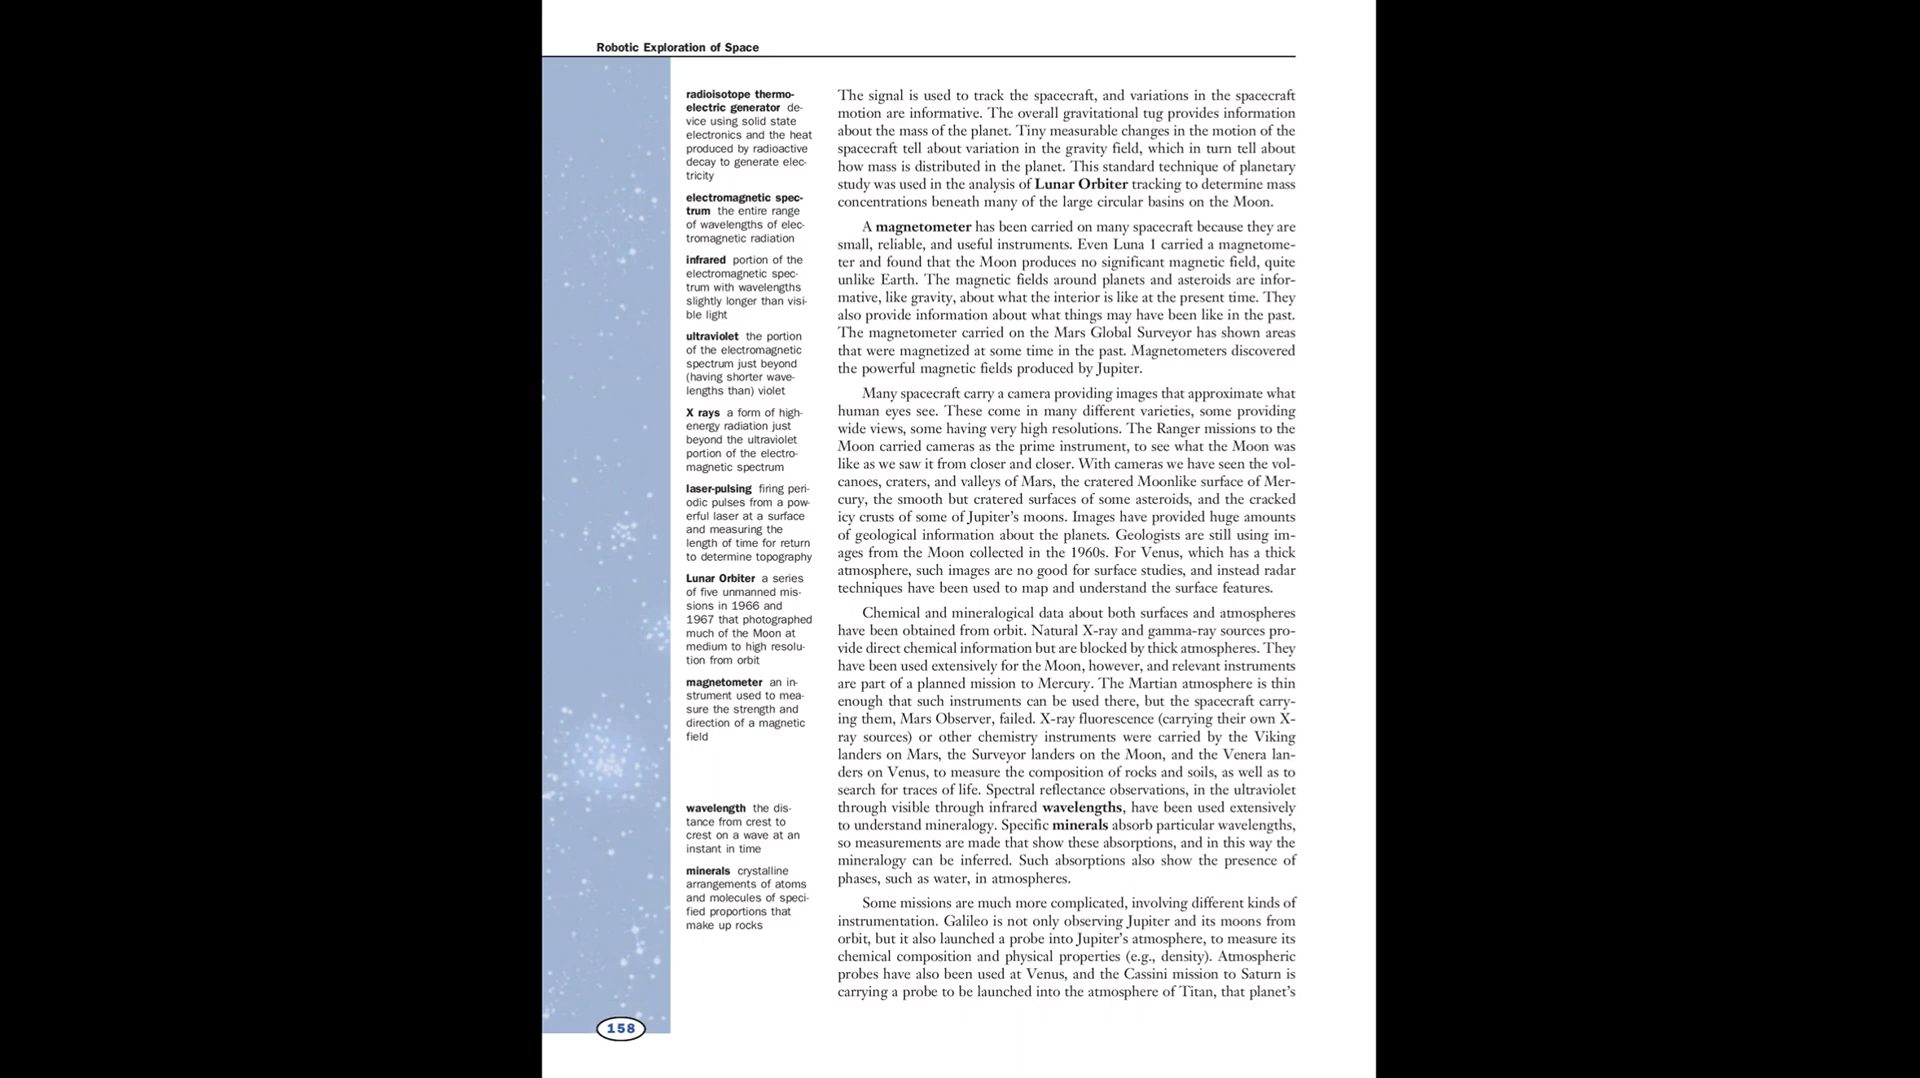 Robotic Exploration of Space
radioisotope thermo-
electric generator de-
vice using solid state
electronics and the heat
produced by radioactive
decay to generate elec-
tricity
electromagnetic spec-
trum the entire range
of wavelengths of elec-
tromagnetic radiation
infrared portion of the
electromagnetic spec-
trum with wavelengths
slightly longer than visi-
ble light
ultraviolet the portion
of the electromagnetic
spectrum just beyond
(having shorter wave-
lengths than) violet
X rays a form of high-
energy radiation just
beyond the ultraviolet
portion of the electro-
magnetic spectrum
laser-pulsing firing peri-
odic pulses from a pow-
erful laser at a surface
and measuring the
length of time for return
to determine topography
Lunar Orbiter a series
of five unmanned mis-
sions in 1966 and
1967 that photographed
much of the Moon at
medium to high resolu-
tion from orbit
magnetometer an in-
strument used to mea-
sure the strength and
direction of a magnetic
field
wavelength the dis-
tance from crest to
crest on a wave at an
instant in time
minerals crystalline
arrangements of atoms
and molecules of speci-
fied proportions that
make up rocks
The signal is used to track the spacecraft, and variations in the spacecraft
motion are informative. The overall gravitational tug provides information
about the mass of the planet. Tiny measurable changes in the motion of the
spacecraft tell about variation in the gravity field, which in turn tell about
how mass is distributed in the planet. This standard technique of planetary
study was used in the analysis of Lunar Orbiter tracking to determine mass
concentrations beneath many of the large circular basins on the Moon.
A magnetometer has been carried on many spacecraft because they are
small, reliable, and useful instruments. Even Luna 1 carried a magnetome-
ter and found that the Moon produces no significant magnetic field, quite
unlike Earth. The magnetic fields around planets and asteroids are infor-
mative, like gravity, about what the interior is like at the present time. They
also provide information about what things may have been like in the past.
The magnetometer carried on the Mars Global Surveyor has shown areas
that were magnetized at some time in the past. Magnetometers discovered
the powerful magnetic fields produced by Jupiter.
Many spacecraft carry a camera providing images that approximate what
human eyes see. These come in many different varieties, some providing
wide views, some having very high resolutions. The Ranger missions to the
Moon carried cameras as the prime instrument, to see what the Moon was
like as we saw it from closer and closer. With cameras we have seen the vol-
canoes, craters, and valleys of Mars, the cratered Moonlike surface of Mer-
cury, the smooth but cratered surfaces of some asteroids, and the cracked
icy crusts of some of Jupiter's moons. Images have provided huge amounts
of geological information about the planets. Geologists are still using im-
ages from the Moon collected in the 1960s. For Venus, which has a thick
atmosphere, such images are no good for surface studies, and instead radar
techniques have been used to map and understand the surface features.
Chemical and mineralogical data about both surfaces and atmospheres
have been obtained from orbit. Natural X-ray and gamma-ray sources pro-
vide direct chemical information but are blocked by thick atmospheres. They
have been used extensively for the Moon, however, and relevant instruments
are part of a planned mission to Mercury. The Martian atmosphere is thin
enough that such instruments can be used there, but the spacecraft carry-
ing them, Mars Observer, failed. X-ray fluorescence (carrying their own X-
ray sources) or other chemistry instruments were carried by the Viking
landers on Mars, the Surveyor landers on the Moon, and the Venera lan-
ders on Venus, to measure the composition of rocks and soils, as well as to
search for traces of life. Spectral reflectance observations, in the ultraviolet
through visible through infrared wavelengths, have been used extensively
to understand mineralogy. Specific minerals absorb particular wavelengths,
so measurements are made that show these absorptions, and in this way the
mineralogy can be inferred. Such absorptions also show the presence of
phases, such as water, in atmospheres.
Some missions are much more complicated, involving different kinds of
instrumentation. Galileo is not only observing Jupiter and its moons from
orbit, but it also launched a probe into Jupiter's atmosphere, to measure its
chemical composition and physical properties (e.g., density). Atmospheric
probes have also been used at Venus, and the Cassini mission to Saturn is
carrying a probe to be launched into the atmosphere of Titan, that planet's
158